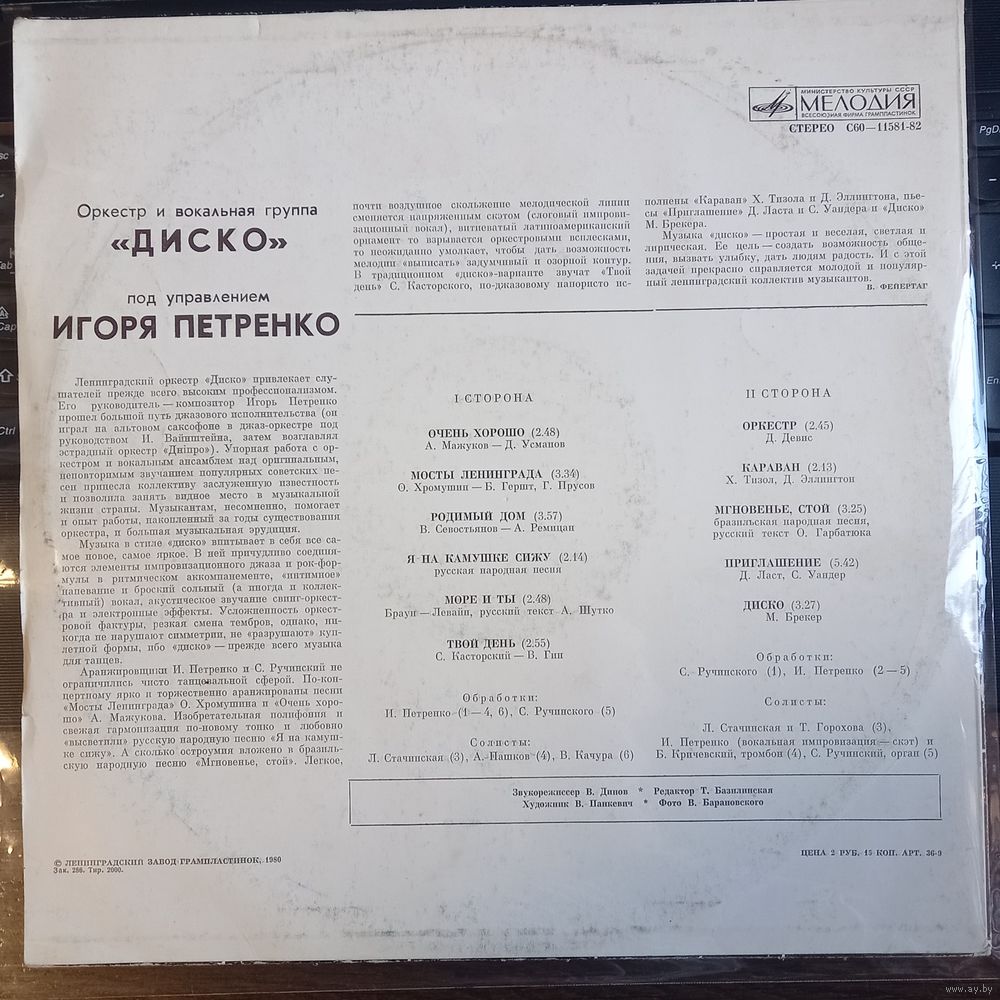 МИНИСТЕРСТВО КУЛЬТУРЫ СССР
МЕЛОДИЯ
ВСЕСОЮЗНАЯ ФИРМА ГРАМПЛАСТИНОК
СТЕРЕО С60—11581-82
Оркестр и вокальная группа
«ДИСКО»
под управлением
ИГОРЯ ПЕТРЕНКО
Ленинградский оркестр «Диско» привлекает слу-
шателей прежде всего высоким профессионализмом.
Его руководитель — композитор Игорь Петренко
прошел большой путь джазового исполнительства (он
играл на альтовом саксофоне в джаз-оркестре под
руководством И. Вайнштейна, затем возглавлял
эстрадный оркестр «Дніпро»). Упорная работа с ор-
кестром и вокальным ансамблем над оригинальным,
неповторимым звучанием популярных советских пе-
сен принесла коллективу заслуженную известность
и позволила занять видное место в музыкальной
жизни страны. Музыкантам, несомненно, помогает
и опыт работы, накопленный за годы существования
оркестра, и большая музыкальная эрудиция.
Музыка в стиле «диско» впитывает в себя все са-
мое новое, самое яркое. В ней причудливо соединя-
ются элементы импровизационного джаза и рок-фор-
мулы в ритмическом аккомпанементе, «интимное»
напевание и броский сольный (а иногда и коллек-
тивный) вокал, акустическое звучание свинг-оркест-
ра и электронные эффекты. Усложненность оркест-
ровой фактуры, резкая смена тембров, однако, ни-
когда не нарушают симметрии, не «разрушают» куп-
летной формы, ибо «диско» — прежде всего музыка
для танцев.
Аранжировщики И. Петренко и С. Ручинский не
ограничились чисто танцевальной сферой. По-кон-
цертному ярко и торжественно аранжированы песни
«Мосты Ленинграда» О. Хромушина и «Очень хоро-
шо» А. Мажукова. Изобретательная полифония и
свежая гармонизация по-новому тонко и любовно
«высветили» русскую народную песню «Я на камуш-
ке сижу». А сколько остроумия вложено в бразиль-
скую народную песню «Мгновенье, стой». Легкое,
почти воздушное скольжение мелодической линии
сменяется напряженным скэтом (слоговый импрови-
зационный вокал), витиеватый латиноамериканский
орнамент то взрывается оркестровыми всплесками,
то неожиданно умолкает, чтобы дать возможность
мелодии «выписать» задумчивый и озорной контур.
В традиционном «диско»-варианте звучат «Твой
день» С. Касторского, по-джазовому напористо ис-
полнены «Караван» Х. Тизола и Д. Эллингтона, пье-
сы «Приглашение» Д. Ласта и С. Уандера и «Диско»
М. Брекера.
Музыка «диско» — простая и веселая, светлая и
лирическая. Ее цель — создать возможность обще-
ния, вызвать улыбку, дать людям радость. И с этой
задачей прекрасно справляется молодой и популяр-
ный ленинградский коллектив музыкантов.
В. ФЕЙЕРТАГ
I СТОРОНА
ОЧЕНЬ ХОРОШО (2.48)
А. Мажуков — Д. Усманов
МОСТЫ ЛЕНИНГРАДА (3.34)
О. Хромушин — Б. Гершт, Г. Прусов
РОДИМЫЙ ДОМ (3.57)
В. Севостьянов — А. Ремицан
Я НА КАМУШКЕ СИЖУ (2.14)
русская народная песня
МОРЕ И ТЫ (2.48)
Браун — Левайн, русский текст А. Шутко
ТВОЙ ДЕНЬ (2.55)
С. Касторский — В. Гин
Обработки:
И. Петренко (1—4, 6), С. Ручинского (5)
Солисты:
Л. Стачинская (3), А. Пашков (4), В. Качура (6)
II СТОРОНА
ОРКЕСТР (2.45)
Д. Девис
КАРАВАН (2.13)
Х. Тизол, Д. Эллингтон
МГНОВЕНЬЕ, СТОЙ (3.25)
бразильская народная песня,
русский текст О. Гарбатюка
ПРИГЛАШЕНИЕ (5.42)
Д. Ласт, С. Уандер
ДИСКО (3.27)
М. Брекер
Обработки:
С. Ручинского (1), И. Петренко (2—5)
Солисты:
Л. Стачинская и Т. Горохова (3),
И. Петренко (вокальная импровизация—скэт) и
Б. Кричевский, тромбон (4), С. Ручинский, орган (5)
Звукорежиссер В. Динов * Редактор Т. Базилинская
Художник В. Панкевич * Фото В. Барановского
© ЛЕНИНГРАДСКИЙ ЗАВОД ГРАМПЛАСТИНОК, 1980
Зак. 286. Тир. 2000.
ЦЕНА 2 РУБ. 15 КОП. АРТ. 36-9
www.ay.by